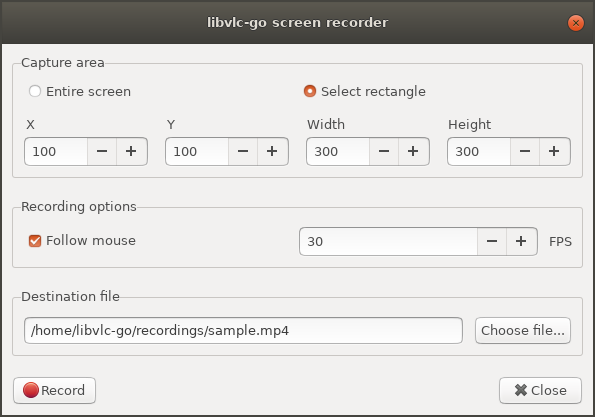 libvlc-go screen recorder
Capture area
Entire screen Select rectangle
X Y Width Height
100 − + 100 − + 300 − + 300 − +
Recording options
Follow mouse 30 − + FPS
Destination file
/home/libvlc-go/recordings/sample.mp4 Choose file...
Record Close